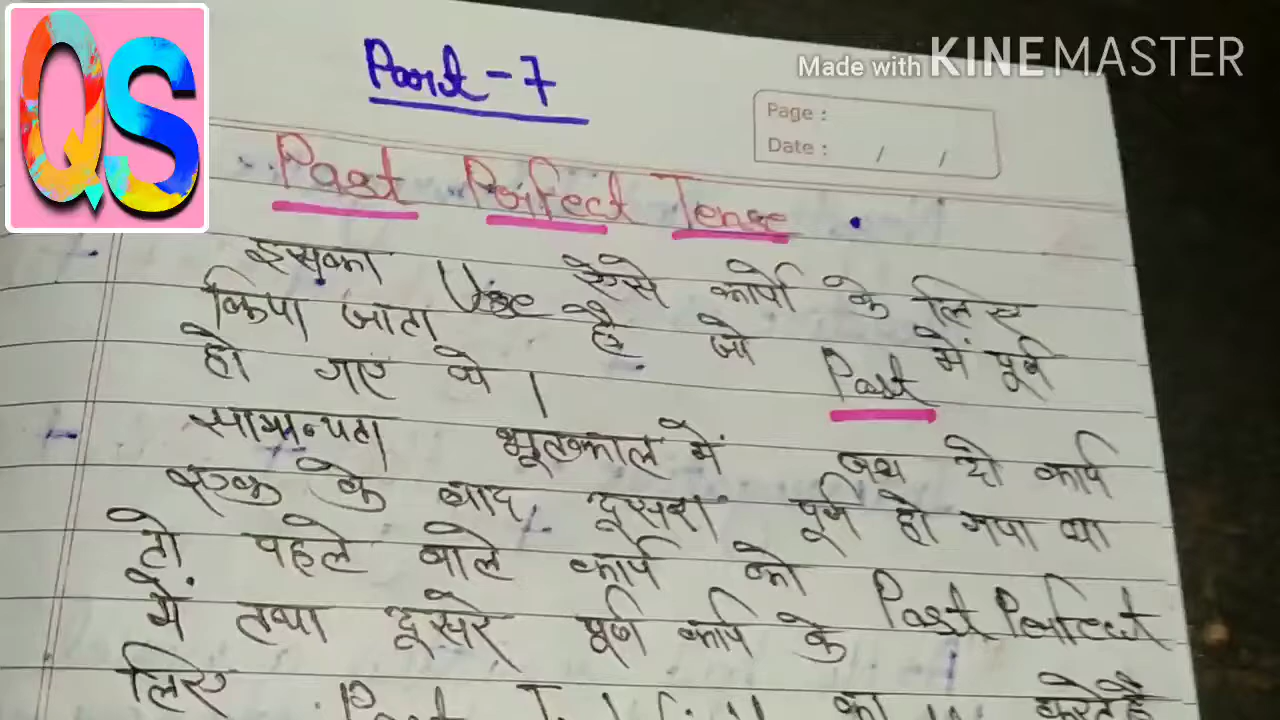 QS
Made with KINEMASTER
Part - 7
Page :
Date : / /
Past Perfect Tense
इसका Use ऐसे कार्यो के लिए
किया जाता है जो Past में पूर्ण
हो गए थे ।
सामान्यता भूतकाल में जब दो कार्य
एक के बाद दूसरा पूर्ण हो गया था
तो पहले वाले कार्य को Past Perfect
में तथा दूसरे पूर्ण कार्य के
लिए का करते है